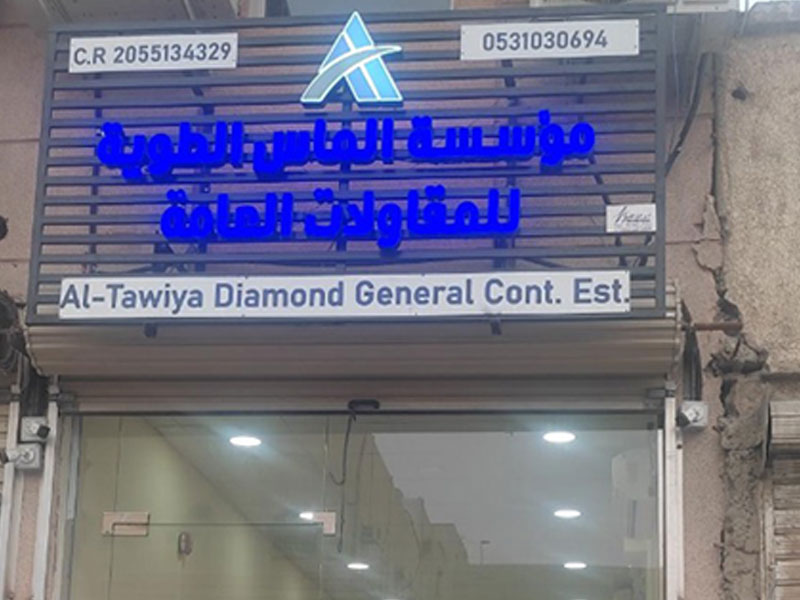 C.R 2055134329
0531030694
مؤسسة الماس الطوية
للمقاولات العامة
Al-Tawiya Diamond General Cont. Est.